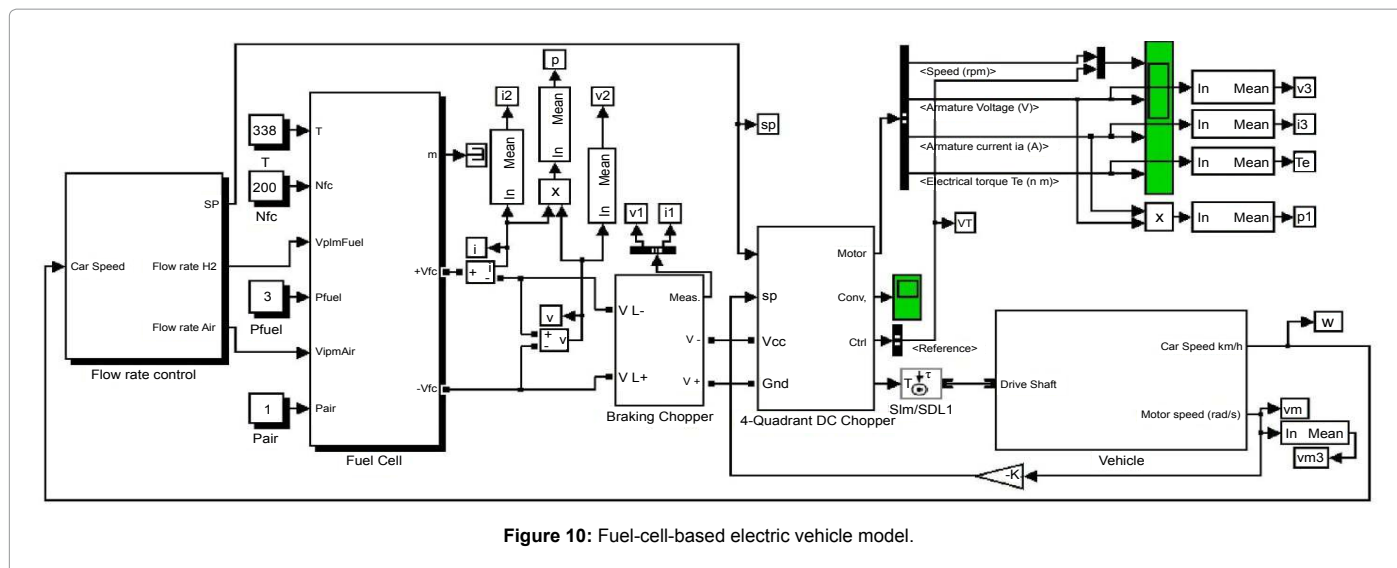 Car Speed
SP
Flow rate H2
Flow rate Air
Flow rate control
338
T
200
Nfc
3
Pfuel
1
Pair
T
Nfc
VplmFuel
Pfuel
VipmAir
Pair
m
+Vfc
-Vfc
Fuel Cell
i2
In Mean
p
In Mean
v2
In Mean
x
i
+ i -
v
+ - v
v1
i1
Meas.
V L-
V L+
V -
V +
Braking Chopper
sp
sp
Vcc
Gnd
Motor
Conv,
Ctrl
4-Quadrant DC Chopper
<Speed (rpm)>
<Armature Voltage (V)>
<Armature current ia (A)>
<Electrical torque Te (n m)>
VT
<Reference>
In Mean
v3
In Mean
i3
In Mean
Te
x
In Mean
p1
T τ
Slm/SDL1
Drive Shaft
Car Speed km/h
Motor speed (rad/s)
Vehicle
w
vm
In Mean
vm3
-K
Figure 10: Fuel-cell-based electric vehicle model.